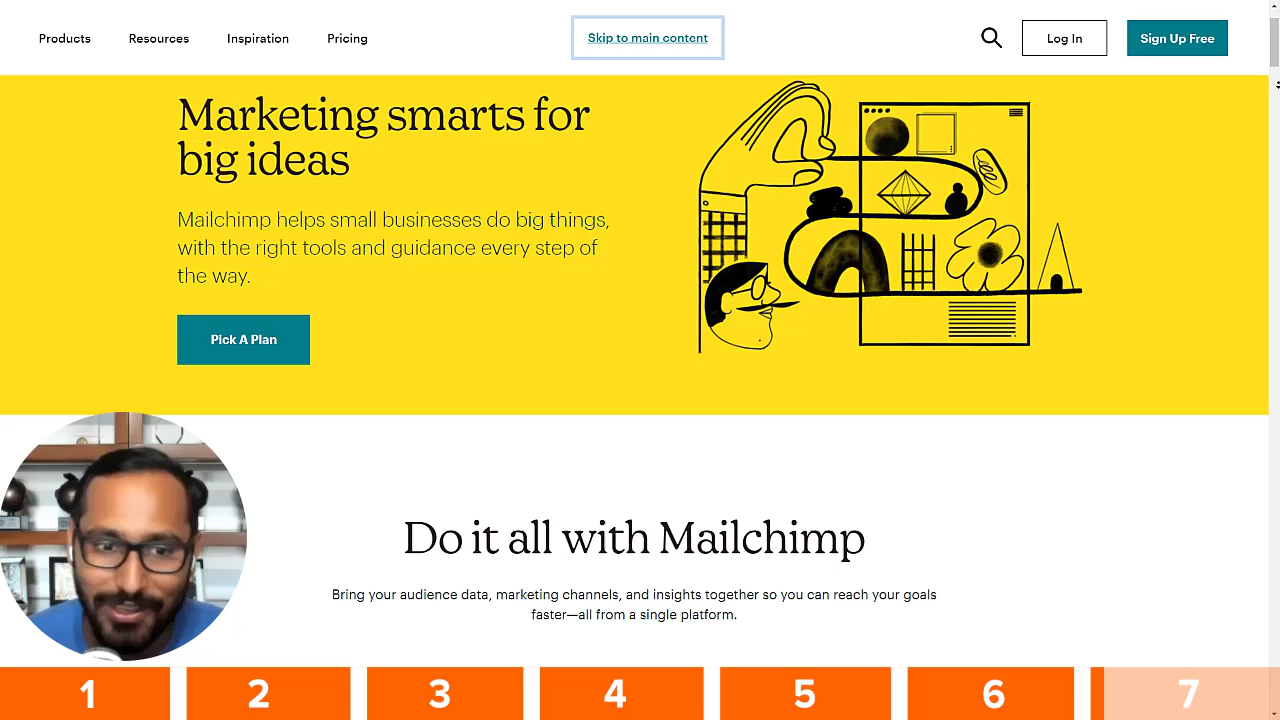 Products
Resources
Inspiration
Pricing
Skip to main content
Log In
Sign Up Free
Marketing smarts for
big ideas
Mailchimp helps small businesses do big things,
with the right tools and guidance every step of
the way.
Pick A Plan
Do it all with Mailchimp
Bring your audience data, marketing channels, and insights together so you can reach your goals
faster—all from a single platform.
1
2
3
4
5
6
7